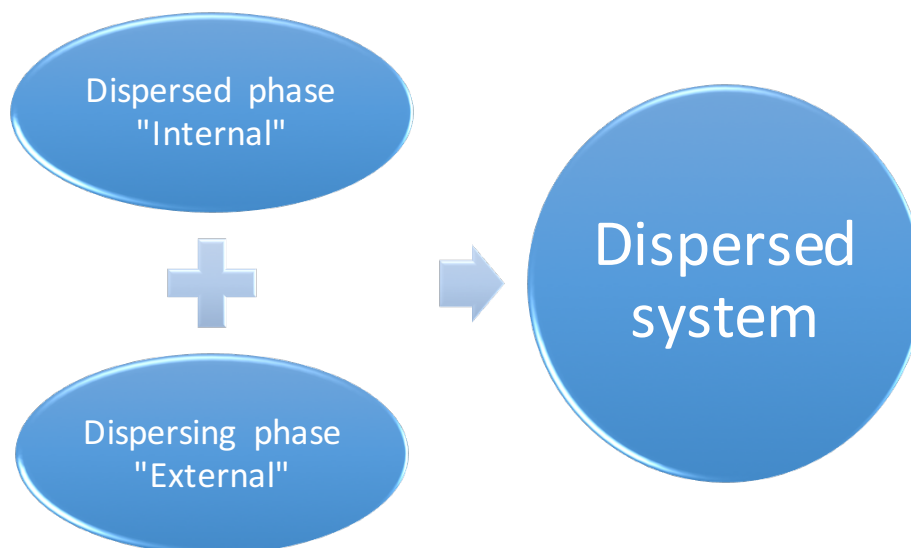 Dispersed phase
"Internal"
Dispersing phase
"External"
Dispersed
system